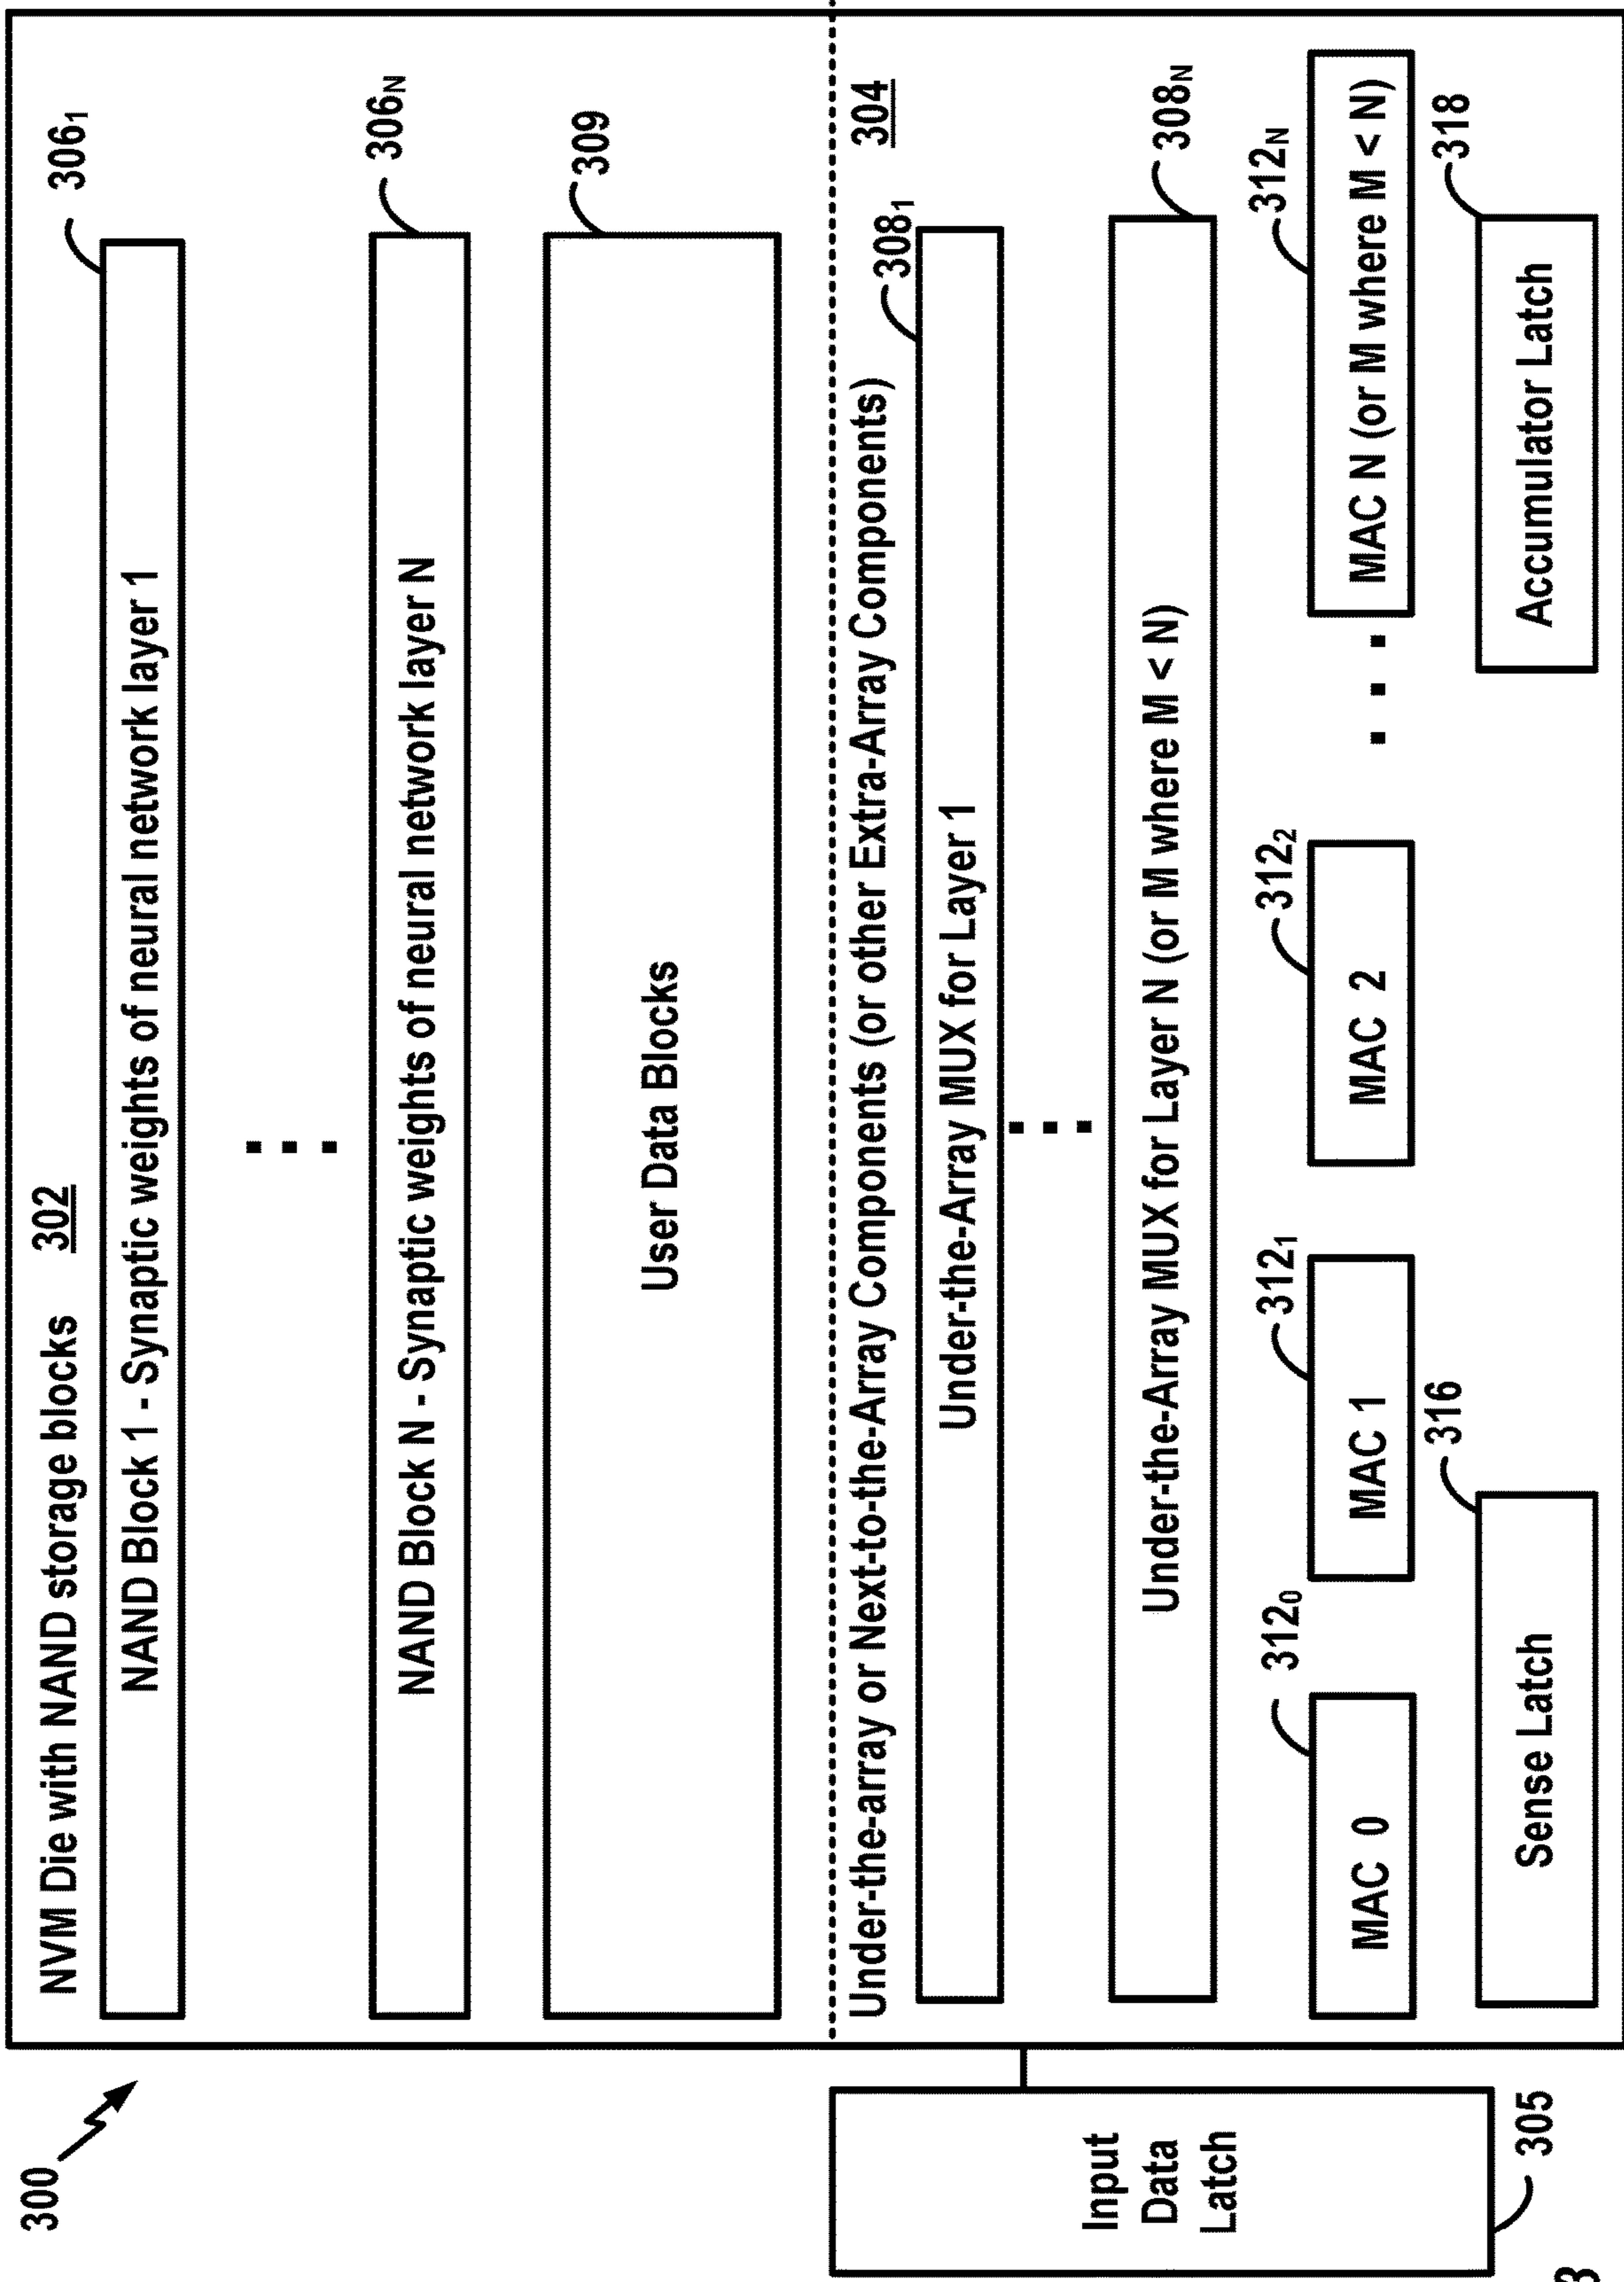 300
NVM Die with NAND storage blocks 302
306₁
NAND Block 1 - Synaptic weights of neural network layer 1
306N
NAND Block N - Synaptic weights of neural network layer N
309
User Data Blocks
Under-the-array or Next-to-the-Array Components (or other Extra-Array Components) 304
308₁
Under-the-Array MUX for Layer 1
308N
Under-the-Array MUX for Layer N (or M where M < N)
312₀
312₁
312₂
312N
MAC 0
MAC 1
MAC 2
MAC N (or M where M < N)
316
318
Sense Latch
Accumulator Latch
Input
Data
Latch
305
3